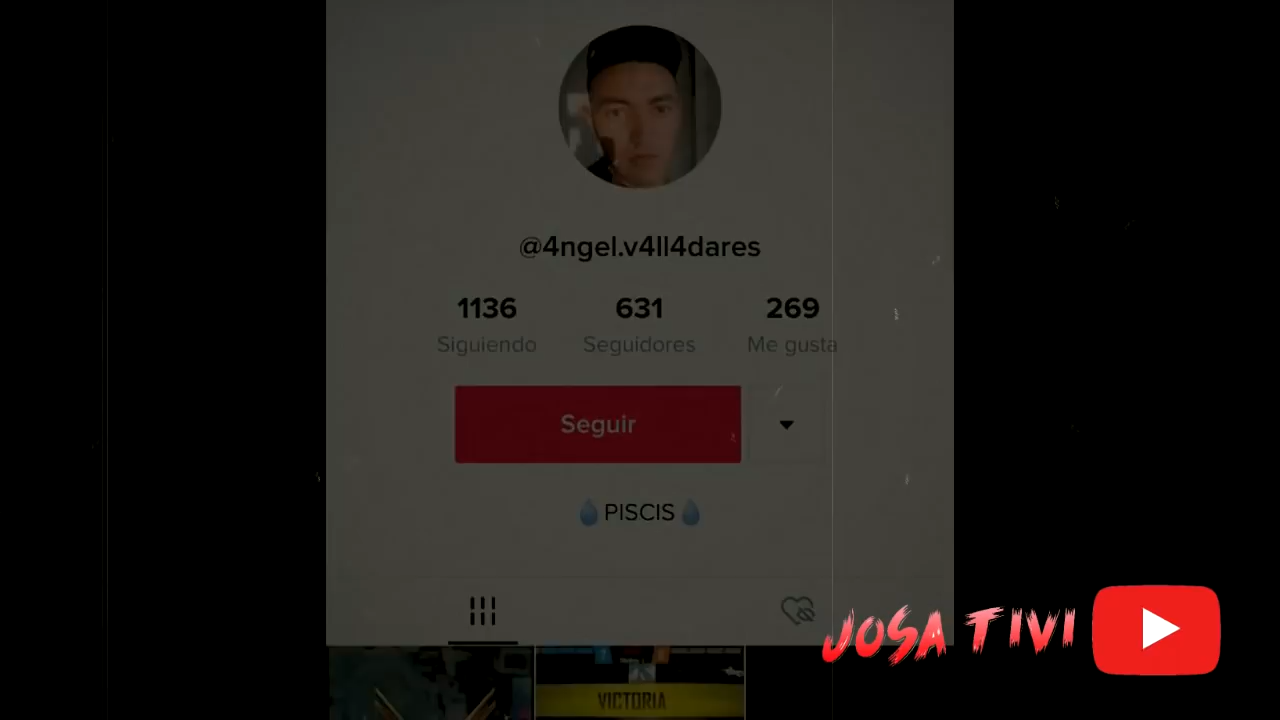 @4ngel.v4ll4dares
1136 631 269
Siguiendo Seguidores Me gusta
Seguir
PISCIS
JOSA TIVI
VICTORIA